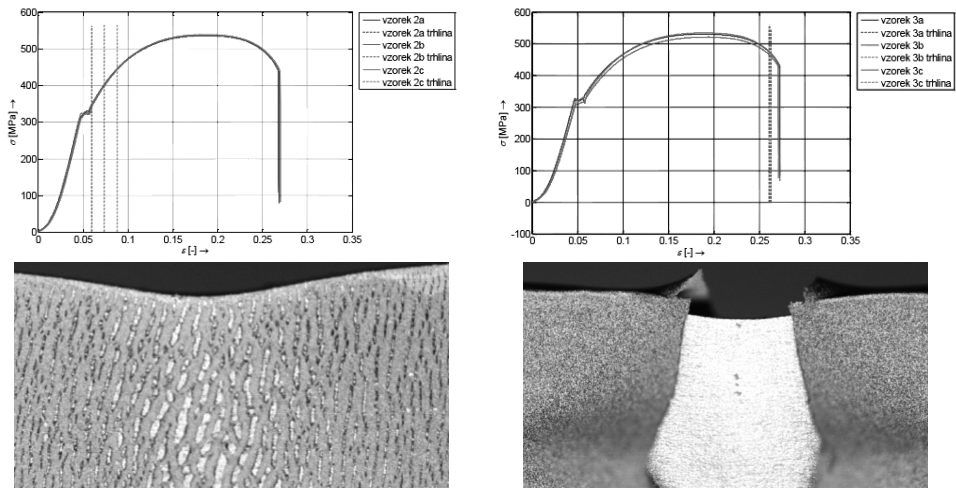 600
500
400
300
200
100
0
σ [MPa] →
0
0.05
0.1
0.15
0.2
0.25
0.3
0.35
ε [-] →
vzorek 2a
vzorek 2a trhlina
vzorek 2b
vzorek 2b trhlina
vzorek 2c
vzorek 2c trhlina
600
500
400
300
200
100
0
-100
σ [MPa] →
0
0.05
0.1
0.15
0.2
0.25
0.3
0.35
ε [-] →
vzorek 3a
vzorek 3a trhlina
vzorek 3b
vzorek 3b trhlina
vzorek 3c
vzorek 3c trhlina